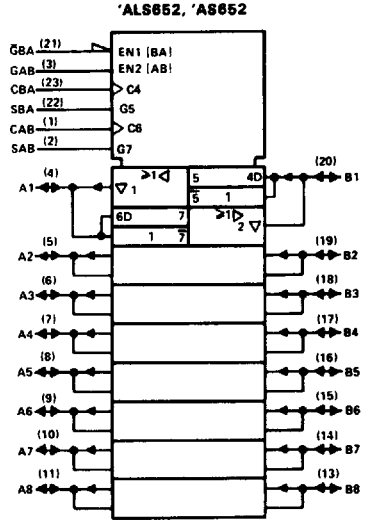 'ALS652, 'AS652
G̅BA (21) EN1 [BA]
GAB (3) EN2 [AB]
CBA (23) C4
SBA (22) G5
CAB (1) C6
SAB (2) G7
A1 (4) ≥1 ◁ 5 4D (20) B1
▽ 1 5̅ 1
6D 7 ≥1 ▷
1 7̅ 2 ▽
A2 (5) (19) B2
A3 (6) (18) B3
A4 (7) (17) B4
A5 (8) (16) B5
A6 (9) (15) B6
A7 (10) (14) B7
A8 (11) (13) B8